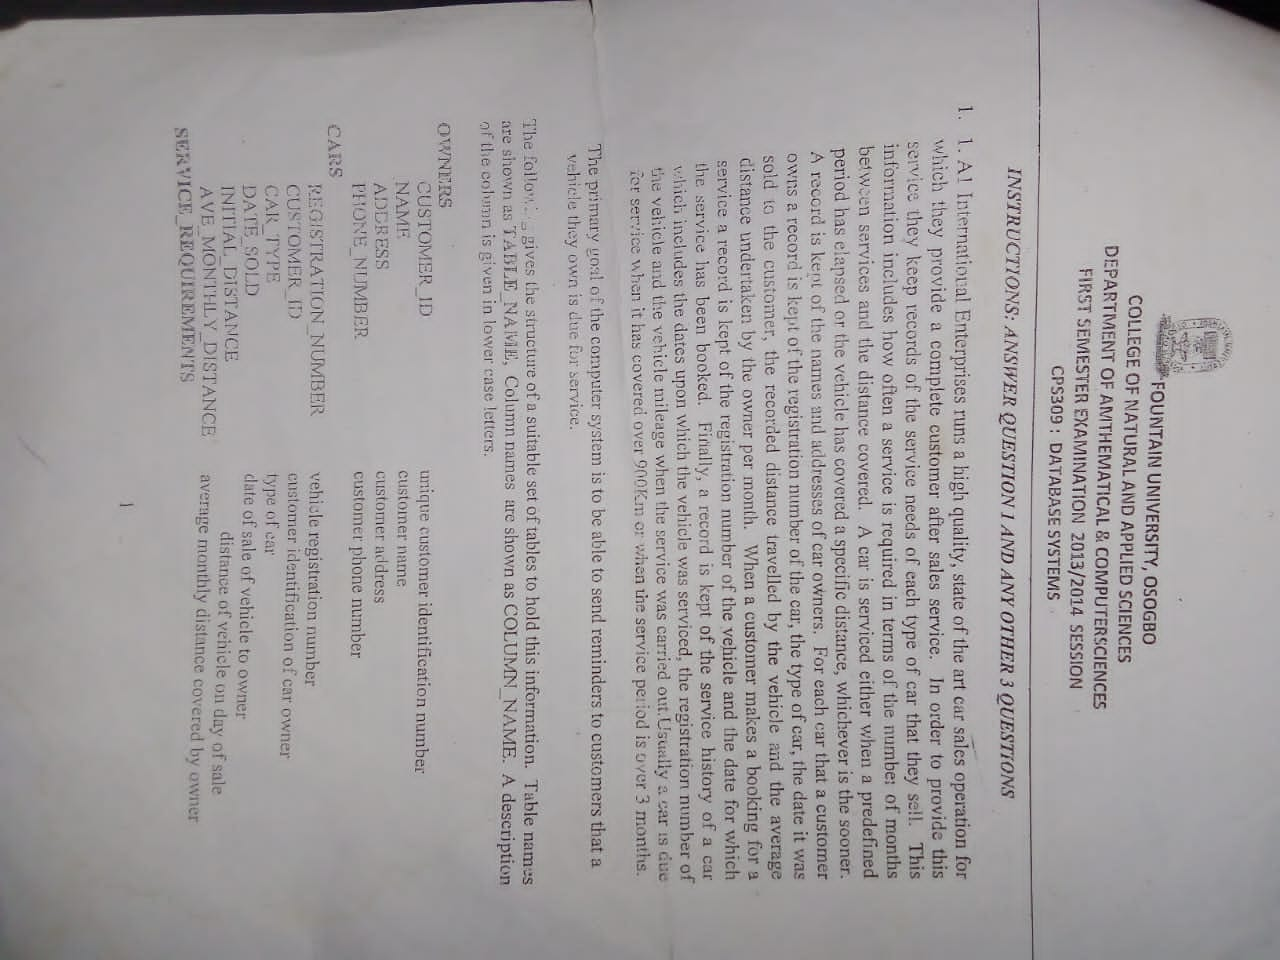 FOUNTAIN UNIVERSITY, OSOGBO
COLLEGE OF NATURAL AND APPLIED SCIENCES
DEPARTMENT OF AMTHEMATICAL & COMPUTERSCIENCES
FIRST SEMESTER EXAMINATION 2013/2014 SESSION
CPS309 : DATABASE SYSTEMS
INSTRUCTIONS: ANSWER QUESTION 1 AND ANY OTHER 3 QUESTIONS
1. 1. A1 International Enterprises runs a high quality, state of the art car sales operation for
which they provide a complete customer after sales service. In order to provide this
service they keep records of the service needs of each type of car that they sell. This
information includes how often a service is required in terms of the number of months
between services and the distance covered. A car is serviced either when a predefined
period has elapsed or the vehicle has covered a specific distance, whichever is the sooner.
A record is kept of the names and addresses of car owners. For each car that a customer
owns a record is kept of the registration number of the car, the type of car, the date it was
sold to the customer, the recorded distance travelled by the vehicle and the average
distance undertaken by the owner per month. When a customer makes a booking for a
service a record is kept of the registration number of the vehicle and the date for which
the service has been booked. Finally, a record is kept of the service history of a car
which includes the dates upon which the vehicle was serviced, the registration number of
the vehicle and the vehicle mileage when the service was carried out.Usually a car is due
for service when it has covered over 900Km or when the service period is over 3 months.
The primary goal of the computer system is to be able to send reminders to customers that a
vehicle they own is due for service.
The following gives the structure of a suitable set of tables to hold this information. Table names
are shown as TABLE_NAME, Column names are shown as COLUMN_NAME. A description
of the column is given in lower case letters.
OWNERS
CUSTOMER_ID unique customer identification number
NAME customer name
ADDRESS customer address
PHONE_NUMBER customer phone number
CARS
REGISTRATION_NUMBER vehicle registration number
CUSTOMER_ID customer identification of car owner
CAR_TYPE type of car
DATE_SOLD date of sale of vehicle to owner
INITIAL_DISTANCE distance of vehicle on day of sale
AVE_MONTHLY_DISTANCE average monthly distance covered by owner
SERVICE_REQUIREMENTS
1